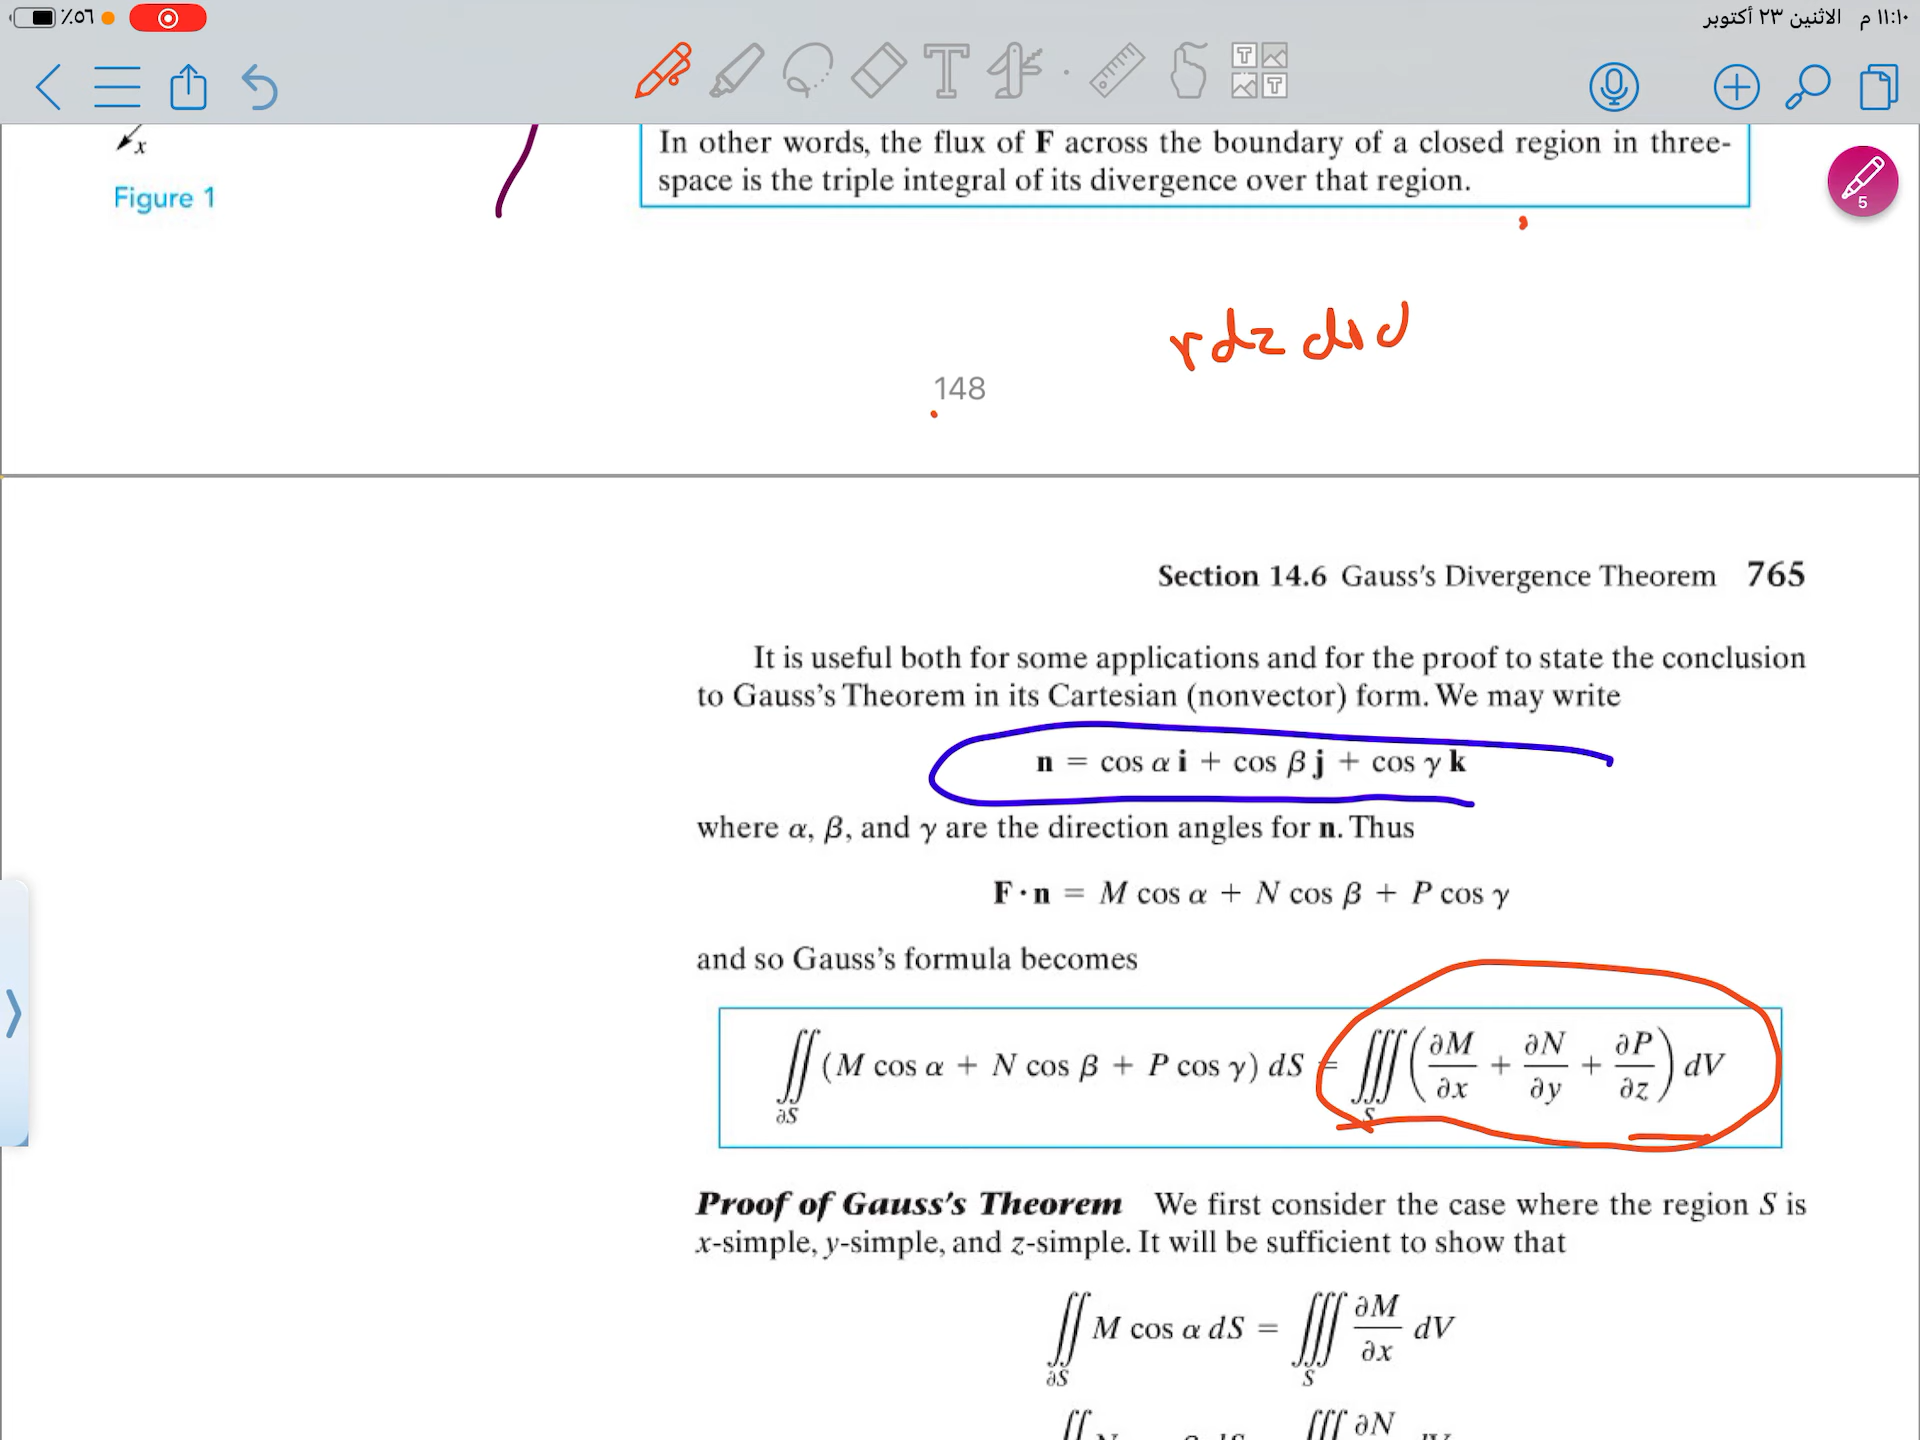 ٪٥٦
١١:١٠ م الاثنين ٢٣ أكتوبر
5
x
Figure 1
In other words, the flux of F across the boundary of a closed region in three-
space is the triple integral of its divergence over that region.
148
Section 14.6 Gauss's Divergence Theorem 765
It is useful both for some applications and for the proof to state the conclusion
to Gauss's Theorem in its Cartesian (nonvector) form. We may write
n = cos α i + cos β j + cos γ k
where α, β, and γ are the direction angles for n. Thus
F · n = M cos α + N cos β + P cos γ
and so Gauss's formula becomes
∬_∂S (M cos α + N cos β + P cos γ) dS = ∭_S (∂M/∂x + ∂N/∂y + ∂P/∂z) dV
Proof of Gauss's Theorem We first consider the case where the region S is
x-simple, y-simple, and z-simple. It will be sufficient to show that
∬_∂S M cos α dS = ∭_S ∂M/∂x dV